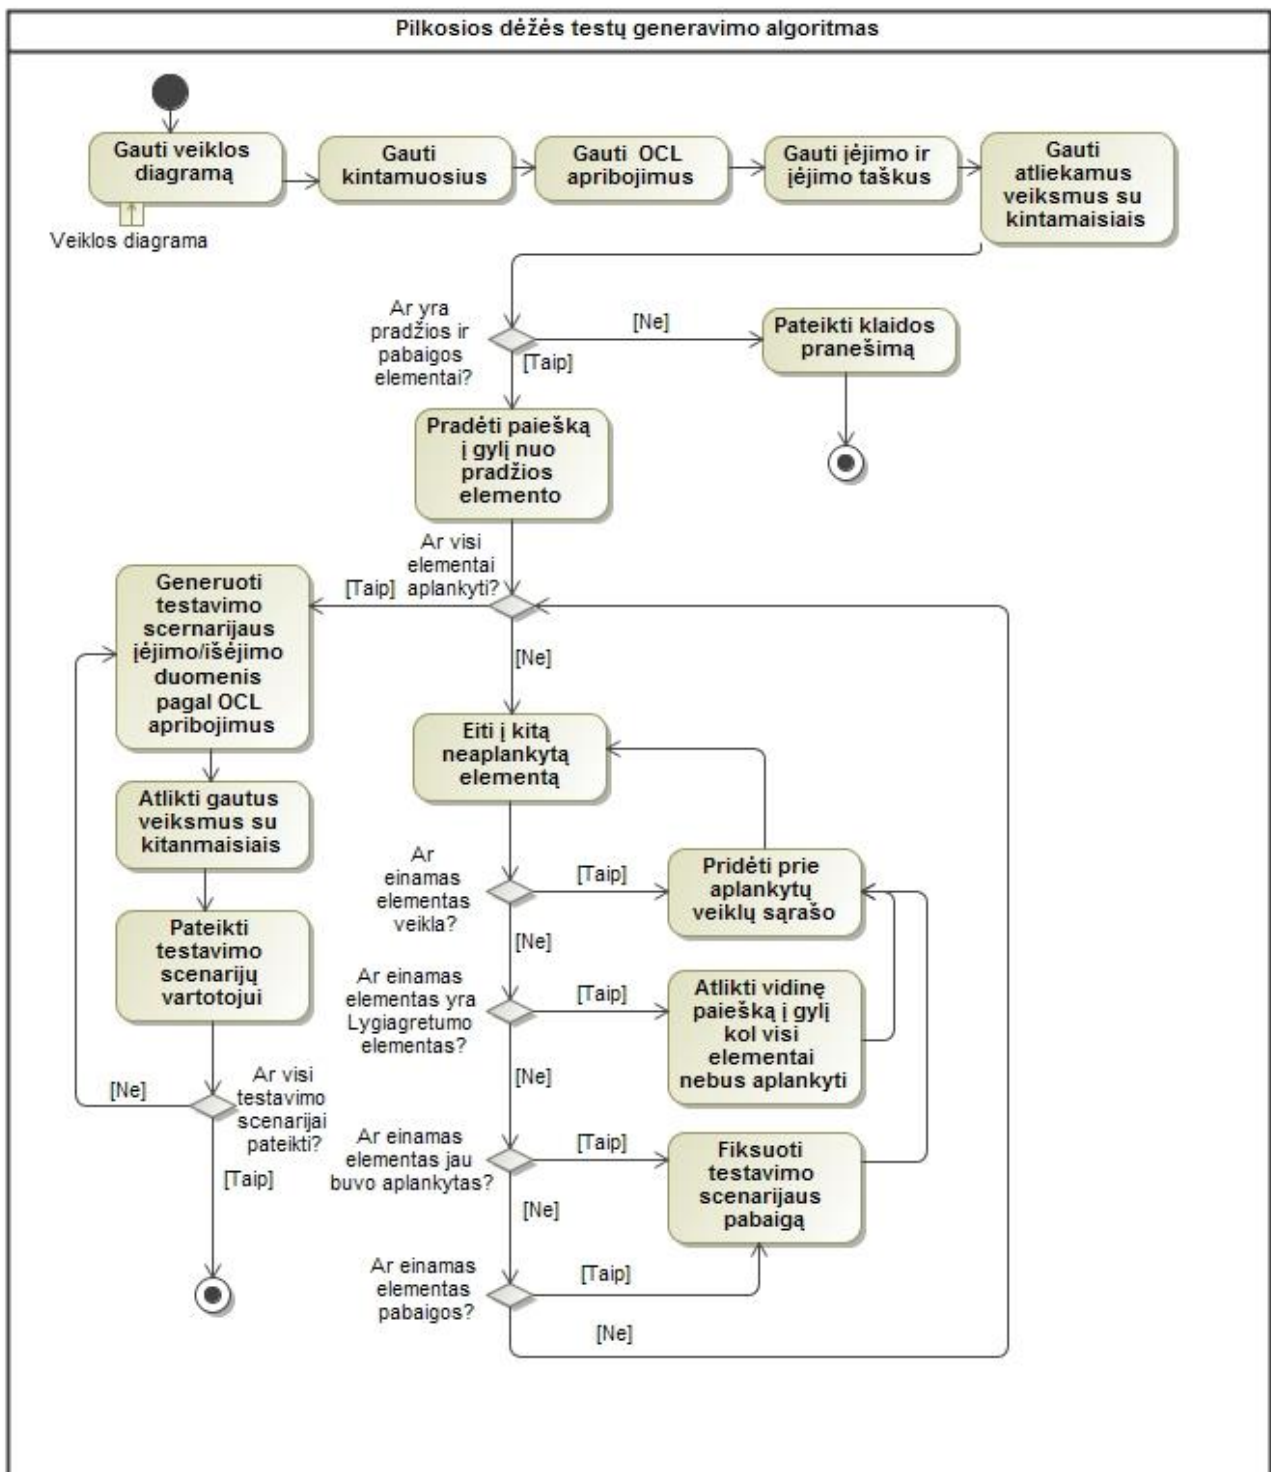 Pilkosios dėžės testų generavimo algoritmas
Gauti veiklos
diagramą
Veiklos diagrama
Gauti
kintamuosius
Gauti OCL
apribojimus
Gauti įėjimo ir
įėjimo taškus
Gauti
atliekamus
veiksmus su
kintamaisiais
Ar yra
pradžios ir
pabaigos
elementai?
[Ne]
[Taip]
Pateikti klaidos
pranešimą
Pradėti paiešką
į gylį nuo
pradžios
elemento
Ar visi
elementai
aplankyti?
[Taip]
[Ne]
Generuoti
testavimo
scernarijaus
įėjimo/išėjimo
duomenis
pagal OCL
apribojimus
Atlikti gautus
veiksmus su
kitanmaisiais
Pateikti
testavimo
scenarijų
vartotojui
Ar visi
testavimo
scenarijai
pateikti?
[Ne]
[Taip]
Eiti į kitą
neaplankytą
elementą
Ar
einamas
elementas
veikla?
[Taip]
[Ne]
Pridėti prie
aplankytų
veiklų sąrašo
Ar einamas
elementas yra
Lygiagretumo
elementas?
[Taip]
[Ne]
Atlikti vidinę
paiešką į gylį
kol visi
elementai
nebus aplankyti
Ar einamas
elementas jau
buvo aplankytas?
[Taip]
[Ne]
Fiksuoti
testavimo
scenarijaus
pabaigą
Ar einamas
elementas
pabaigos?
[Taip]
[Ne]